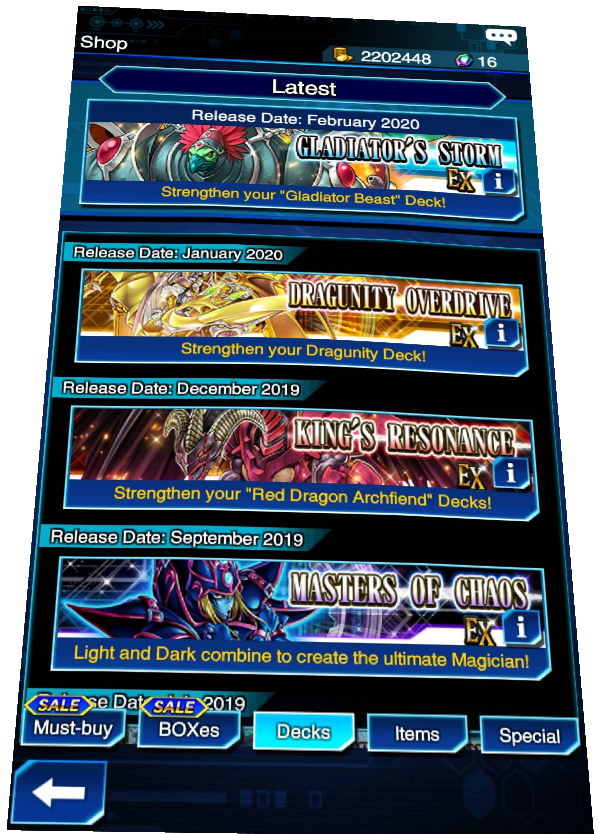 Shop
2202448
16
Latest
Release Date: February 2020
GLADIATOR'S STORM
EX i
Strengthen your "Gladiator Beast" Deck!
Release Date: January 2020
DRAGUNITY OVERDRIVE
EX i
Strengthen your Dragunity Deck!
Release Date: December 2019
KING'S RESONANCE
EX i
Strengthen your "Red Dragon Archfiend" Decks!
Release Date: September 2019
MASTERS OF CHAOS
EX i
Light and Dark combine to create the ultimate Magician!
Release Date: 2019
SALE SALE
Must-buy BOXes Decks Items Special